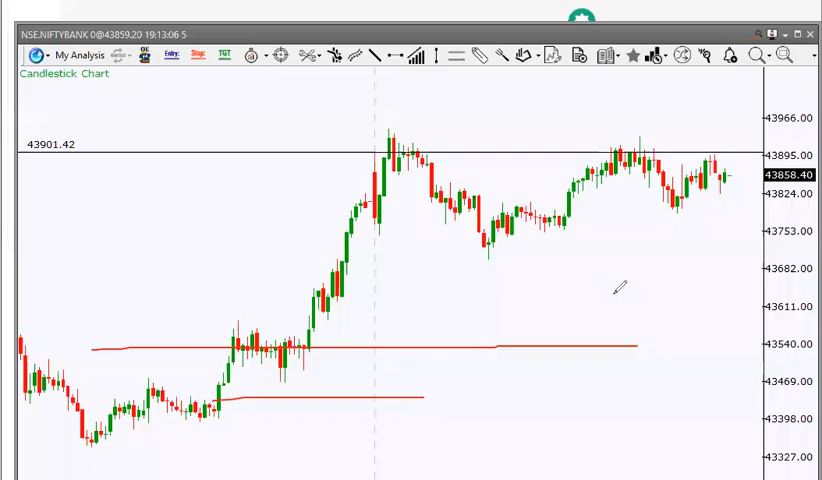 NSE.NIFTYBANK 0@43859.20 19:13:06 5
My Analysis
OE
Entry:
Stop:
TGT
Candlestick Chart
43901.42
43966.00
43895.00
43858.40
43824.00
43753.00
43682.00
43611.00
43540.00
43469.00
43398.00
43327.00